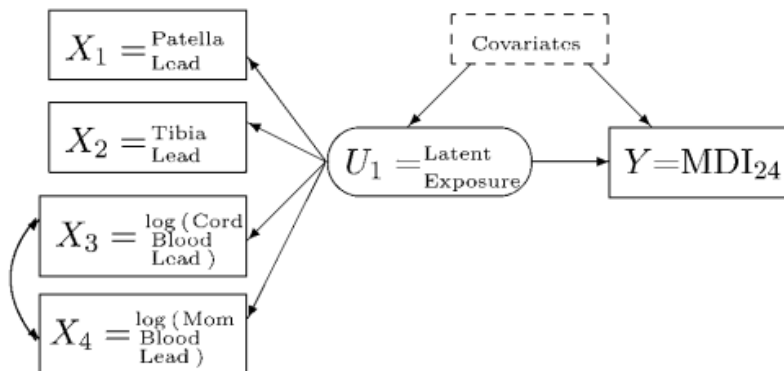 X₁ = Patella Lead
Covariates
X₂ = Tibia Lead
U₁ = Latent Exposure
Y = MDI₂₄
X₃ = log (Cord Blood Lead)
X₄ = log (Mom Blood Lead)